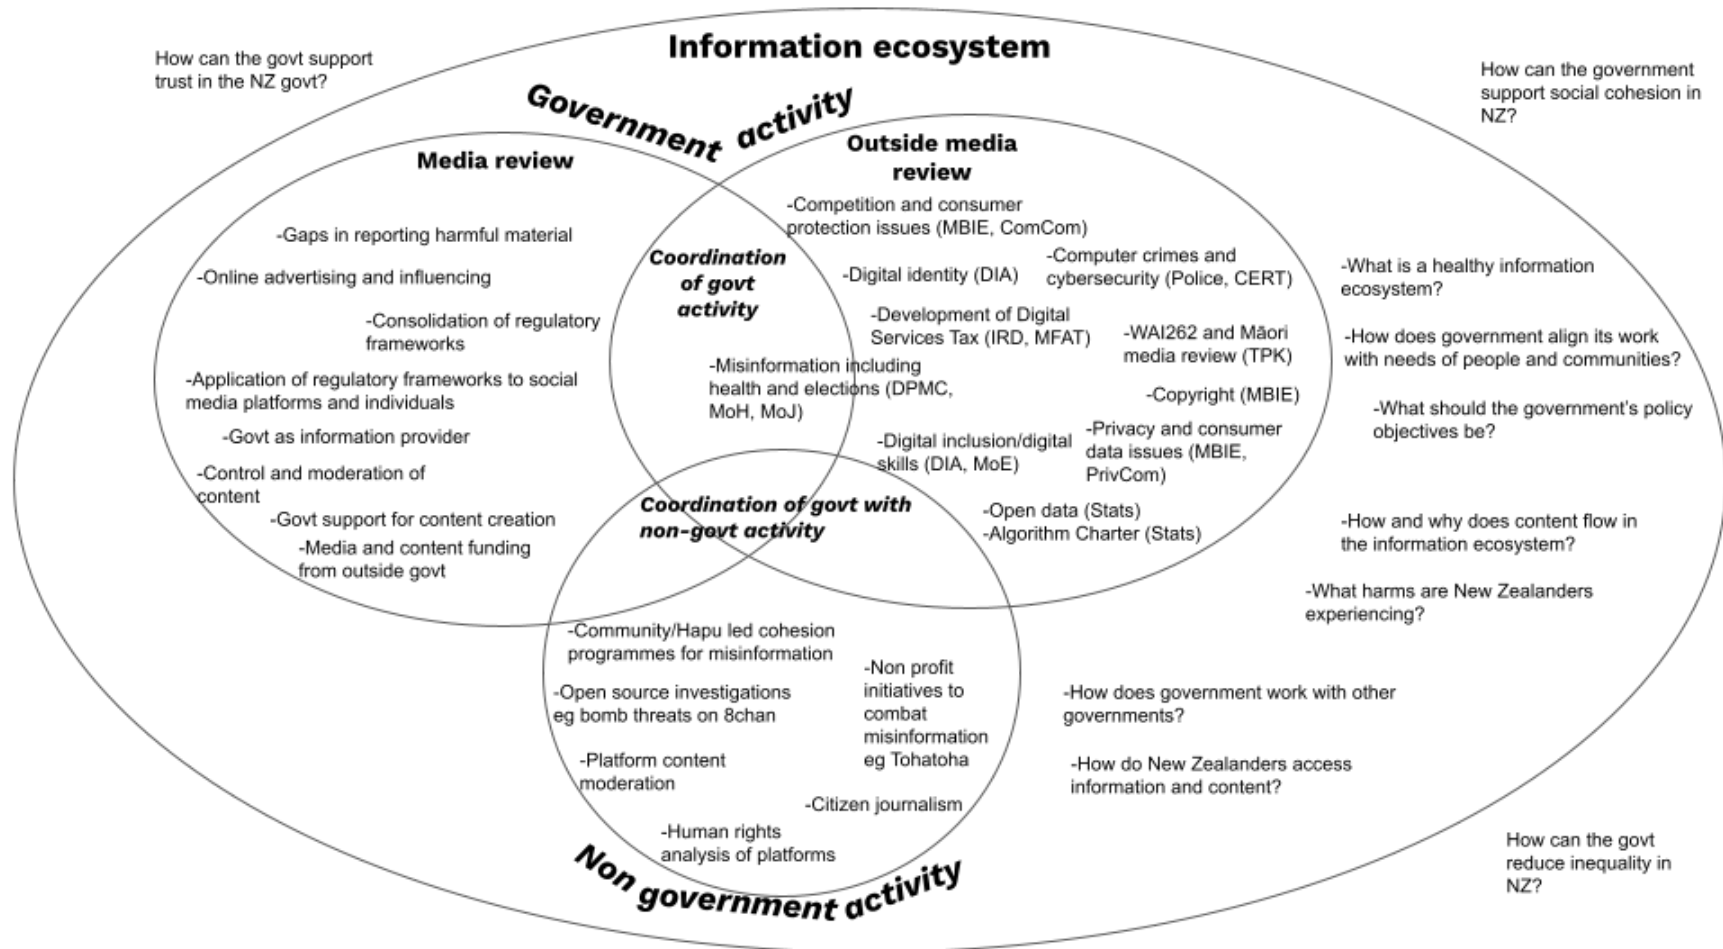 Information ecosystem
How can the govt support
trust in the NZ govt?
How can the government
support social cohesion in
NZ?
Government activity
Media review
-Gaps in reporting harmful material
-Online advertising and influencing
-Consolidation of regulatory
frameworks
-Application of regulatory frameworks to social
media platforms and individuals
-Govt as information provider
-Control and moderation of
content
-Govt support for content creation
-Media and content funding
from outside govt
Coordination
of govt
activity
-Misinformation including
health and elections (DPMC,
MoH, MoJ)
Outside media
review
-Competition and consumer
protection issues (MBIE, ComCom)
-Digital identity (DIA)
-Computer crimes and
cybersecurity (Police, CERT)
-Development of Digital
Services Tax (IRD, MFAT)
-WAI262 and Māori
media review (TPK)
-Copyright (MBIE)
-Digital inclusion/digital
skills (DIA, MoE)
-Privacy and consumer
data issues (MBIE,
PrivCom)
-Open data (Stats)
-Algorithm Charter (Stats)
Coordination of govt with
non-govt activity
-Community/Hapu led cohesion
programmes for misinformation
-Open source investigations
eg bomb threats on 8chan
-Non profit
initiatives to
combat
misinformation
eg Tohatoha
-Platform content
moderation
-Citizen journalism
-Human rights
analysis of platforms
Non government activity
-What is a healthy information
ecosystem?
-How does government align its work
with needs of people and communities?
-What should the government's policy
objectives be?
-How and why does content flow in
the information ecosystem?
-What harms are New Zealanders
experiencing?
-How does government work with other
governments?
-How do New Zealanders access
information and content?
How can the govt
reduce inequality in
NZ?